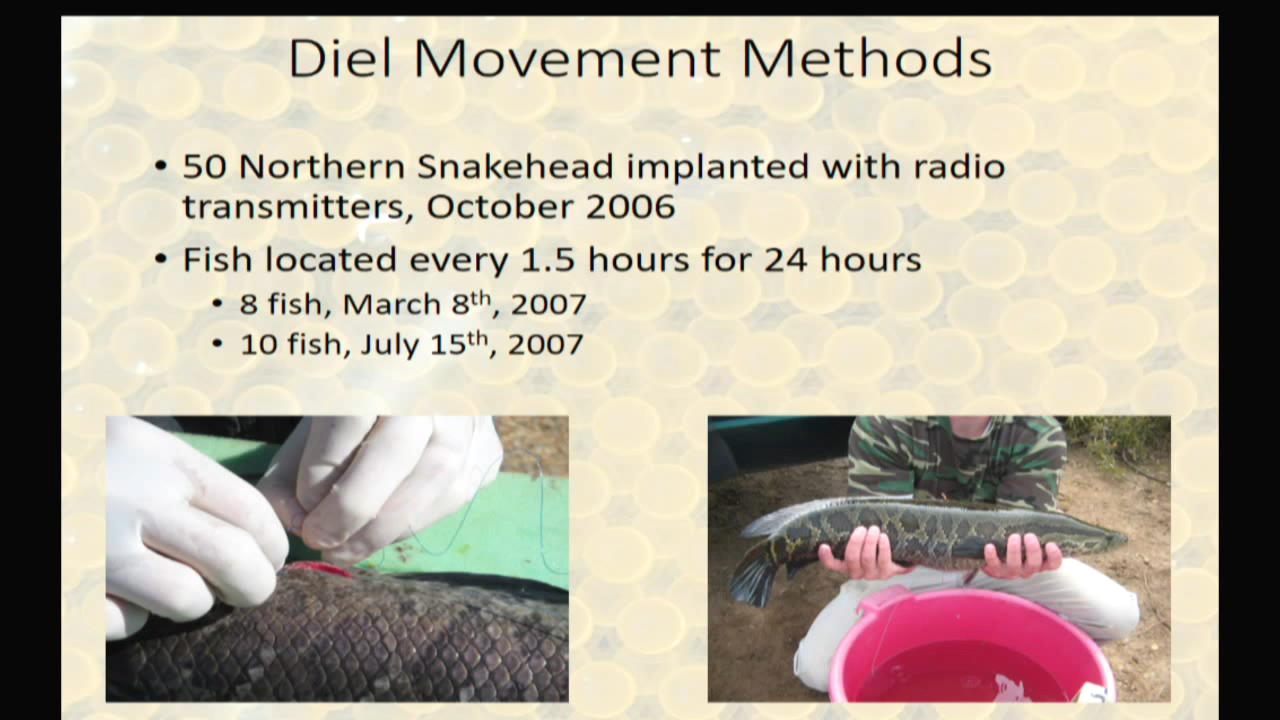 Diel Movement Methods
• 50 Northern Snakehead implanted with radio
transmitters, October 2006
• Fish located every 1.5 hours for 24 hours
• 8 fish, March 8th, 2007
• 10 fish, July 15th, 2007